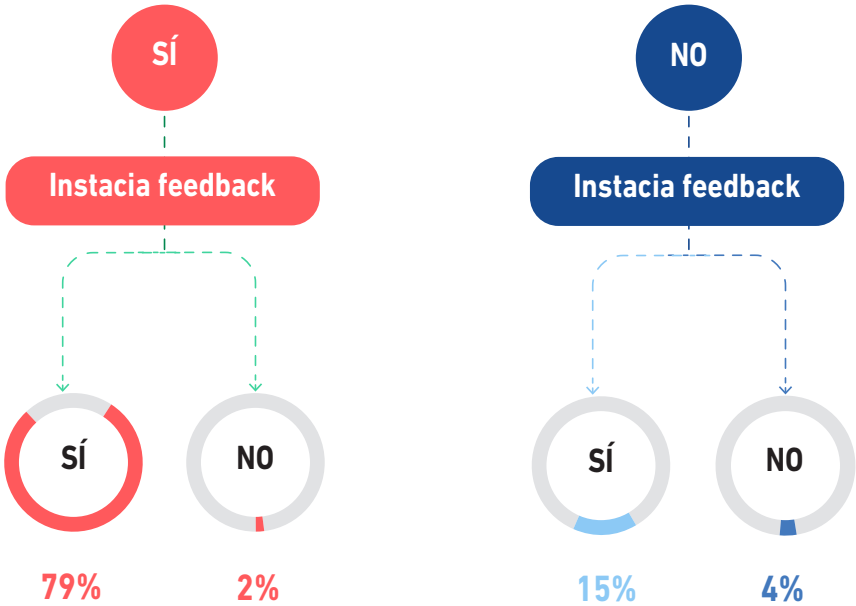 SÍ
NO
Instacia feedback
Instacia feedback
SÍ
NO
SÍ
NO
79%
2%
15%
4%